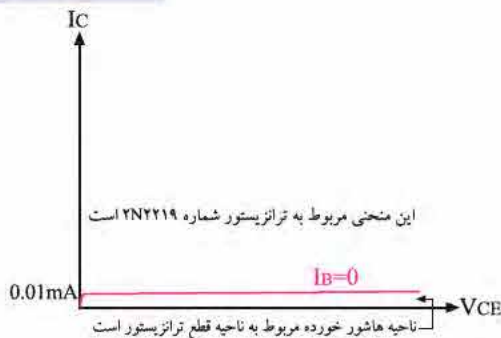 IC
این منحنی مربوط به ترانزیستور شماره ۲N۲۲۱۹ است
IB=0
0.01mA
VCE
ناحیه هاشور خورده مربوط به ناحیه قطع ترانزیستور است